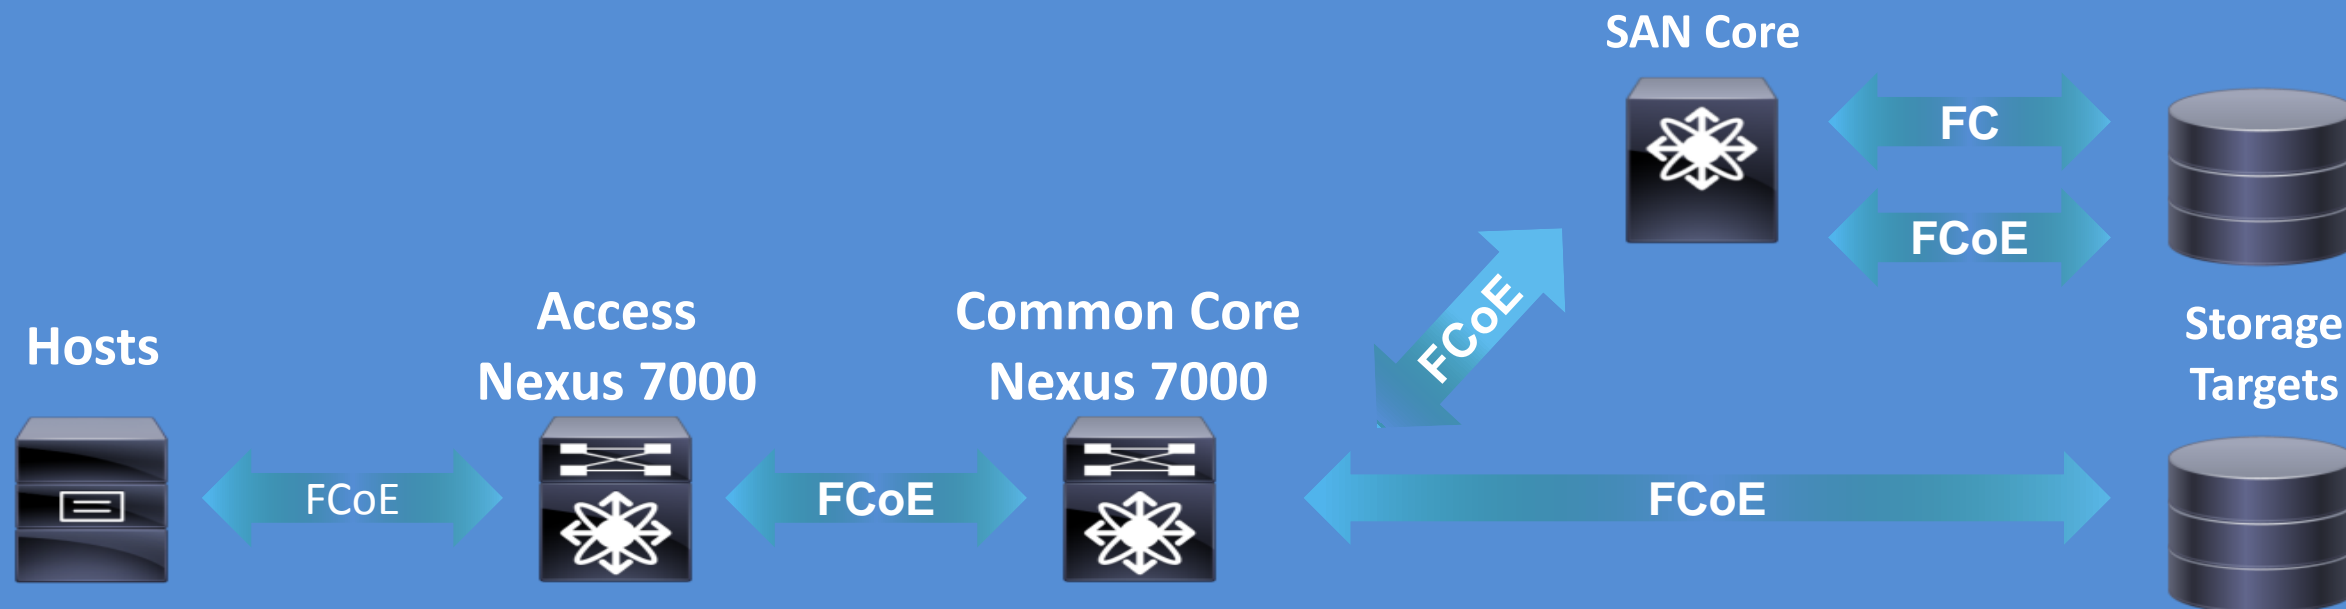 SAN Core
FC
FCoE
FCoE
Hosts
Access
Nexus 7000
Common Core
Nexus 7000
Storage
Targets
FCoE
FCoE
FCoE